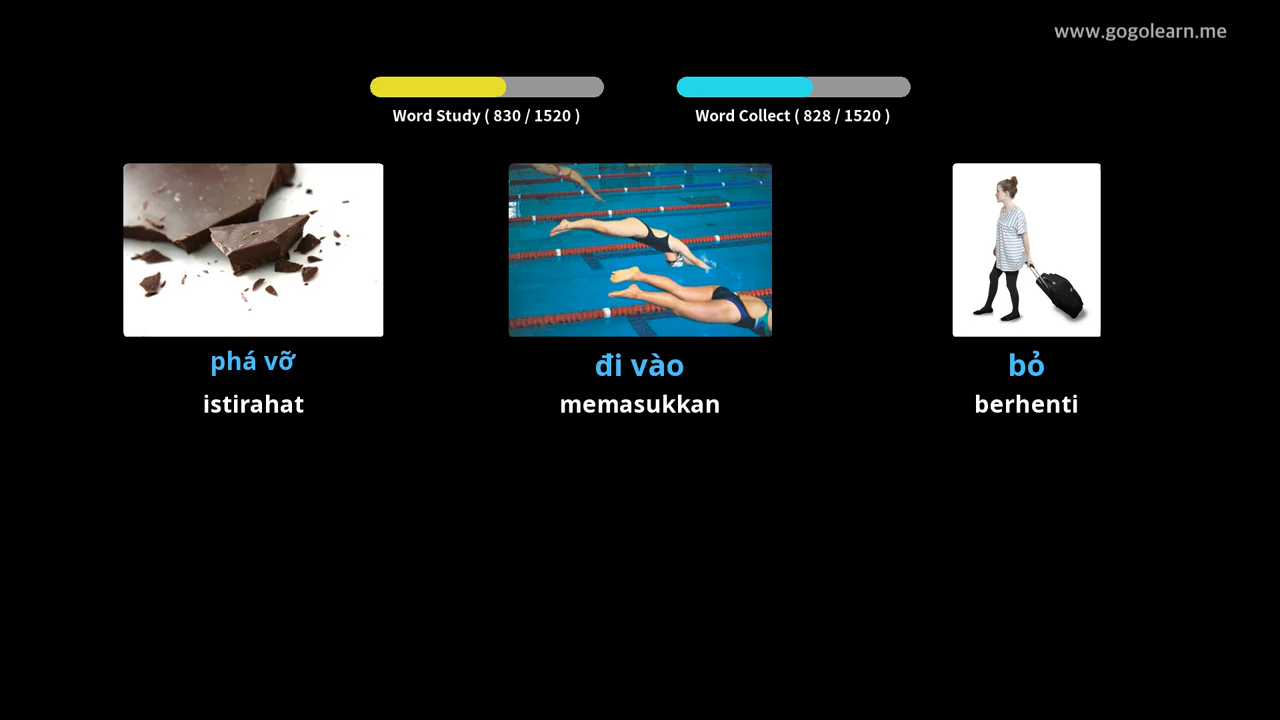 www.gogolearn.me
Word Study ( 830 / 1520 )
Word Collect ( 828 / 1520 )
phá vỡ
đi vào
bỏ
istirahat
memasukkan
berhenti